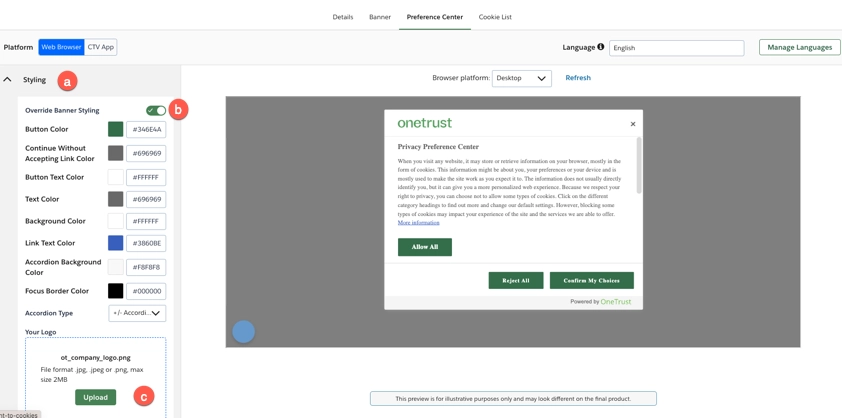 Details Banner Preference Center Cookie List
Platform Web Browser CTV App Language English Manage Languages
Styling a
Browser platform: Desktop Refresh
Override Banner Styling b
Button Color #346E4A
Continue Without
Accepting Link Color #696969
Button Text Color #FFFFFF
Text Color #696969
Background Color #FFFFFF
Link Text Color #3860BE
Accordion Background
Color #F8F8F8
Focus Border Color #000000
Accordion Type +/- Accordi...
Your Logo
ot_company_logo.png
File format .jpg, .jpeg or .png, max
size 2MB
Upload c
nt-to-cookies
onetrust
Privacy Preference Center
When you visit any website, it may store or retrieve information on your browser, mostly in the
form of cookies. This information might be about you, your preferences or your device and is
mostly used to make the site work as you expect it to. The information does not usually directly
identify you, but it can give you a more personalized web experience. Because we respect your
right to privacy, you can choose not to allow some types of cookies. Click on the different
category headings to find out more and change our default settings. However, blocking some
types of cookies may impact your experience of the site and the services we are able to offer.
More information
Allow All
Reject All Confirm My Choices
Powered by OneTrust
This preview for illustrative purposes only and may look different on the final product.